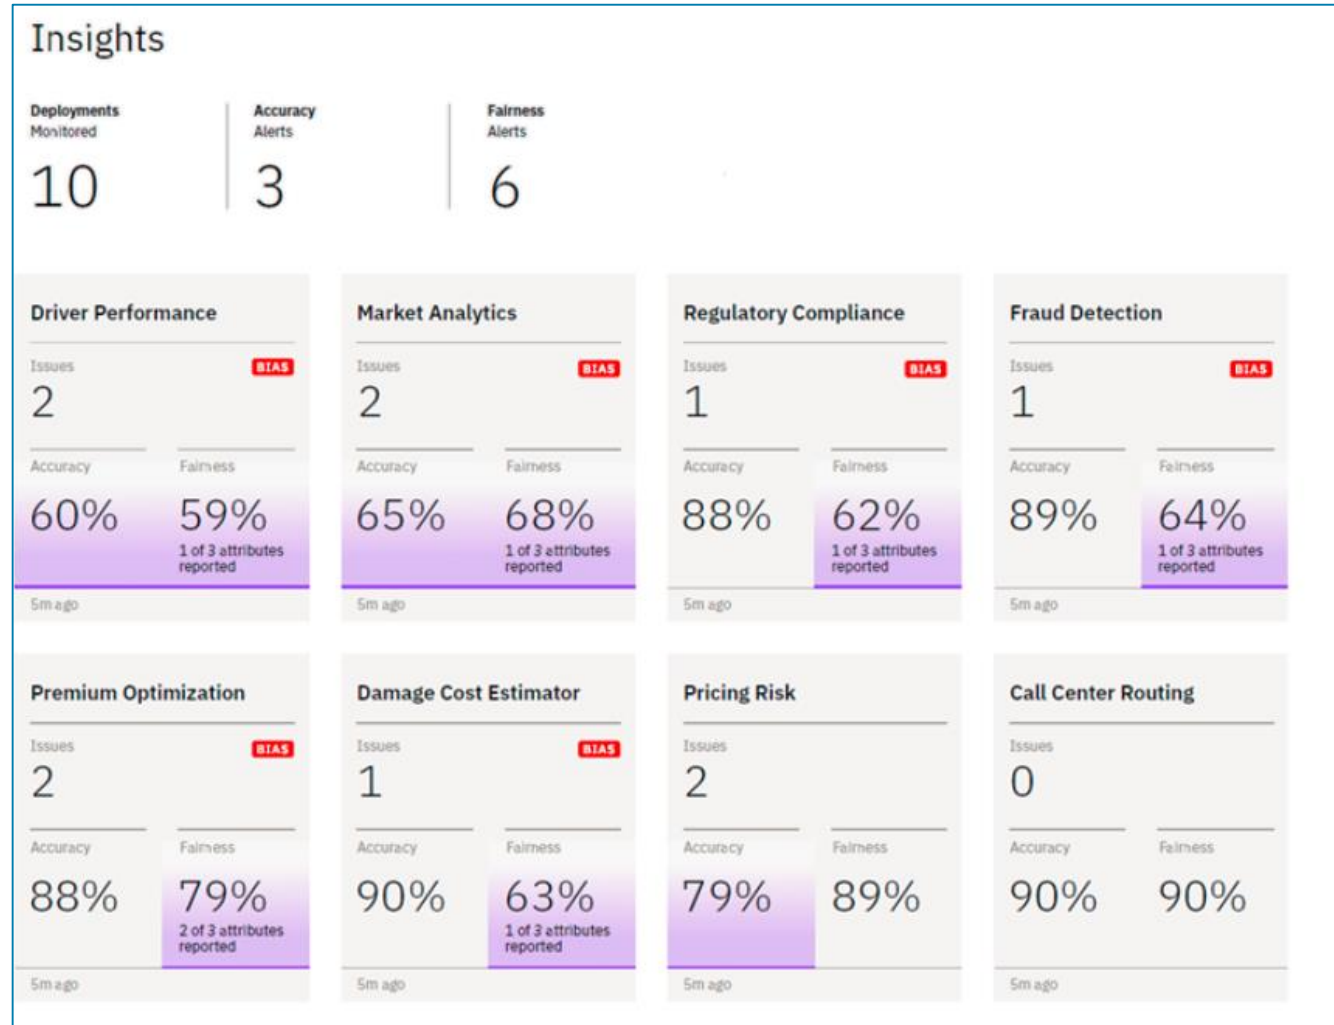 Insights
Deployments
Monitored
10
Accuracy
Alerts
3
Fairness
Alerts
6
Driver Performance
Issues
BIAS
2
Accuracy
Fairness
60%
59%
1 of 3 attributes
reported
5m ago
Market Analytics
Issues
BIAS
2
Accuracy
Fairness
65%
68%
1 of 3 attributes
reported
5m ago
Regulatory Compliance
Issues
BIAS
1
Accuracy
Fairness
88%
62%
1 of 3 attributes
reported
5m ago
Fraud Detection
Issues
BIAS
1
Accuracy
Fairness
89%
64%
1 of 3 attributes
reported
5m ago
Premium Optimization
Issues
BIAS
2
Accuracy
Fairness
88%
79%
2 of 3 attributes
reported
5m ago
Damage Cost Estimator
Issues
BIAS
1
Accuracy
Fairness
90%
63%
1 of 3 attributes
reported
5m ago
Pricing Risk
Issues
2
Accuracy
Fairness
79%
89%
5m ago
Call Center Routing
Issues
0
Accuracy
Fairness
90%
90%
5m ago